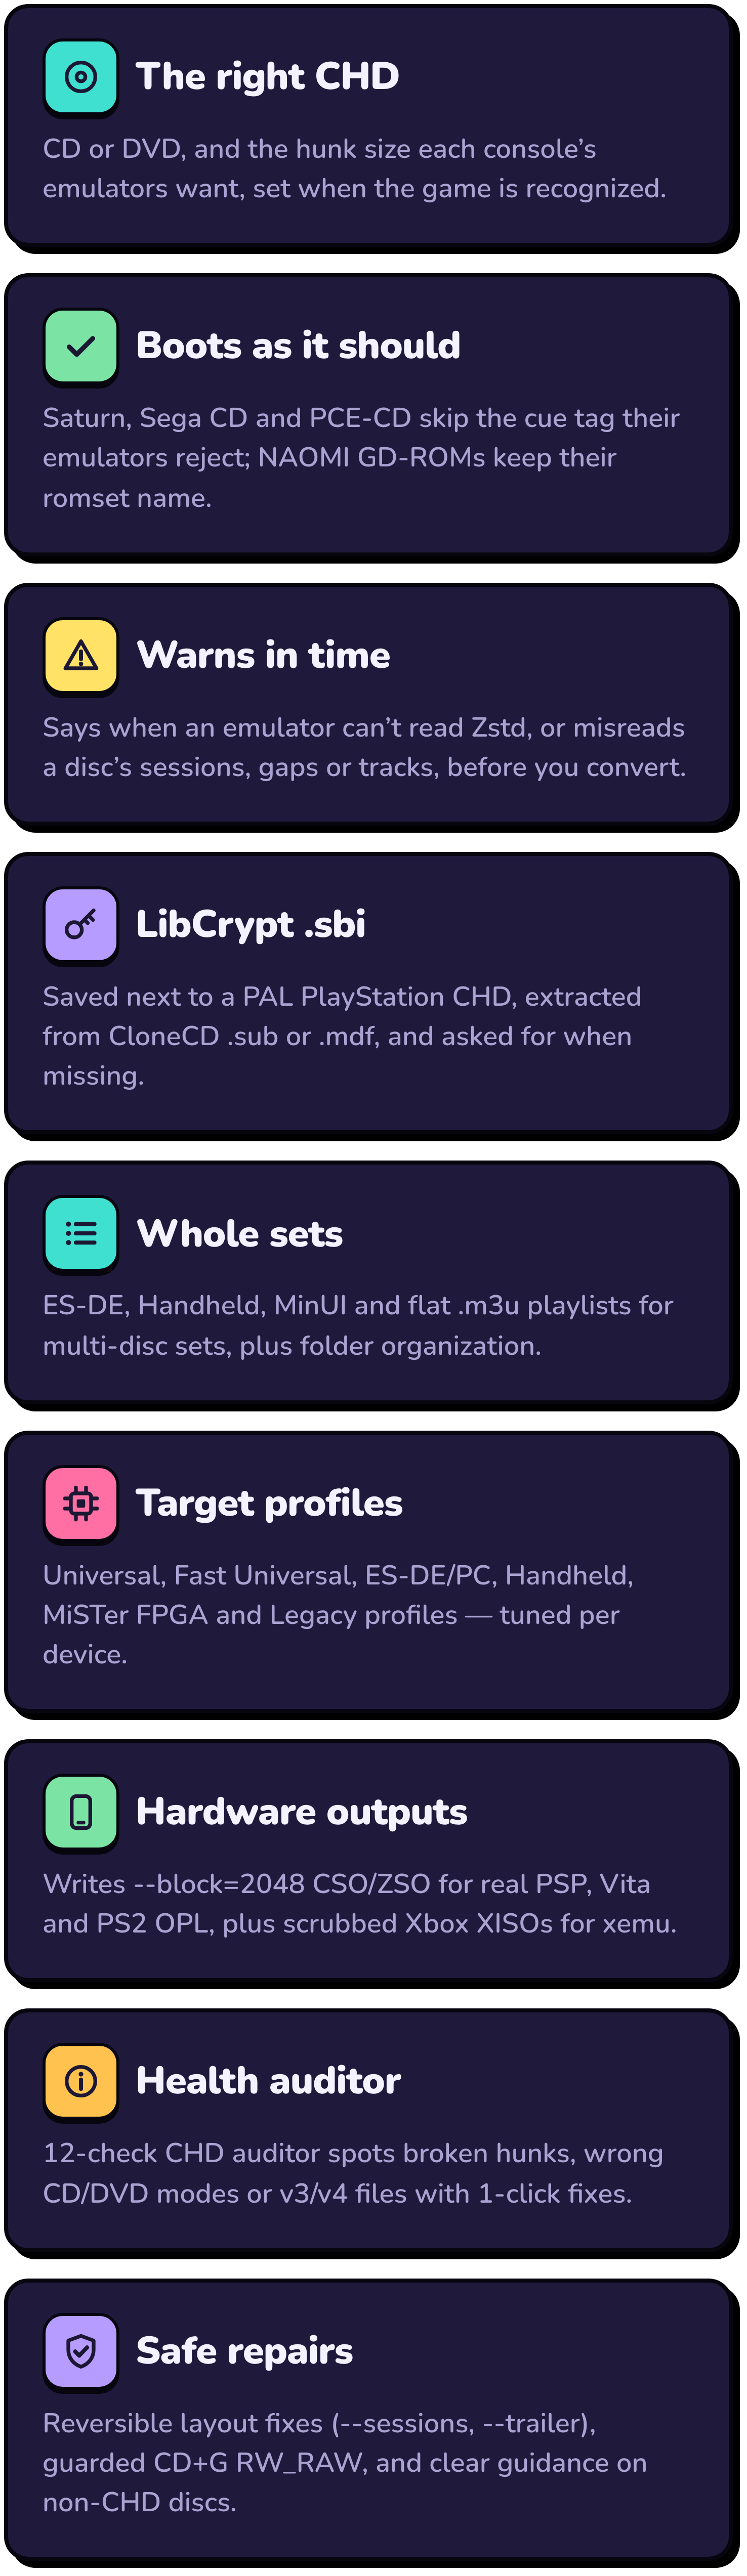 The right CHD
CD or DVD, and the hunk size each console’s
emulators want, set when the game is recognized.
Boots as it should
Saturn, Sega CD and PCE-CD skip the cue tag their
emulators reject; NAOMI GD-ROMs keep their
romset name.
Warns in time
Says when an emulator can’t read Zstd, or misreads
a disc’s sessions, gaps or tracks, before you convert.
LibCrypt .sbi
Saved next to a PAL PlayStation CHD, extracted
from CloneCD .sub or .mdf, and asked for when
missing.
Whole sets
ES-DE, Handheld, MinUI and flat .m3u playlists for
multi-disc sets, plus folder organization.
Target profiles
Universal, Fast Universal, ES-DE/PC, Handheld,
MiSTer FPGA and Legacy profiles — tuned per
device.
Hardware outputs
Writes --block=2048 CSO/ZSO for real PSP, Vita
and PS2 OPL, plus scrubbed Xbox XISOs for xemu.
Health auditor
12-check CHD auditor spots broken hunks, wrong
CD/DVD modes or v3/v4 files with 1-click fixes.
Safe repairs
Reversible layout fixes (--sessions, --trailer),
guarded CD+G RW_RAW, and clear guidance on
non-CHD discs.